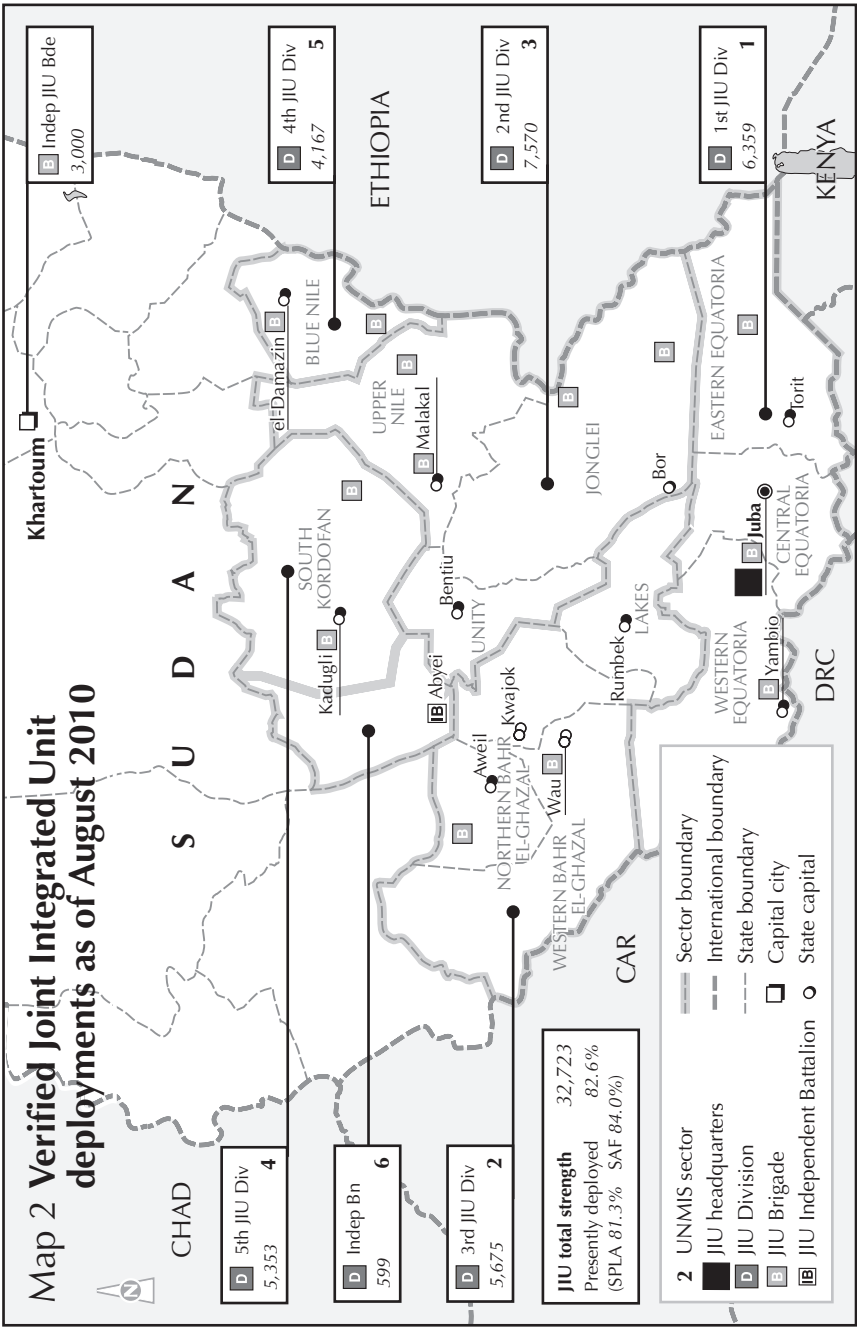 Map 2 Verified Joint Integrated Unit
deployments as of August 2010
N
CHAD
S U D A N
Khartoum
B Indep JIU Bde
3,000
D 4th JIU Div
4,167 5
ETHIOPIA
D 2nd JIU Div
7,570 3
D 1st JIU Div
6,359 1
KENYA
D 5th JIU Div
5,353 4
D Indep Bn
599 6
D 3rd JIU Div
5,675 2
el-Damazin
B
BLUE NILE
B
B
UPPER
NILE
B
Malakal
B
SOUTH
KORDOFAN
Kadugli
B
IB
Abyei
Bentiu
UNITY
B
JONGLEI
B
Bor
Aweil
Kwajok
NORTHERN BAHR
EL-GHAZAL
B
Wau
B
WESTERN BAHR
EL-GHAZAL
Rumbek
LAKES
EASTERN EQUATORIA
B
Torit
B
Juba
CENTRAL
EQUATORIA
WESTERN
EQUATORIA
B
Yambio
CAR
DRC
JIU total strength 32,723
Presently deployed 82.6%
(SPLA 81.3% SAF 84.0%)
2 UNMIS sector
JIU headquarters
D JIU Division
B JIU Brigade
IB JIU Independent Battalion
Sector boundary
International boundary
State boundary
Capital city
State capital